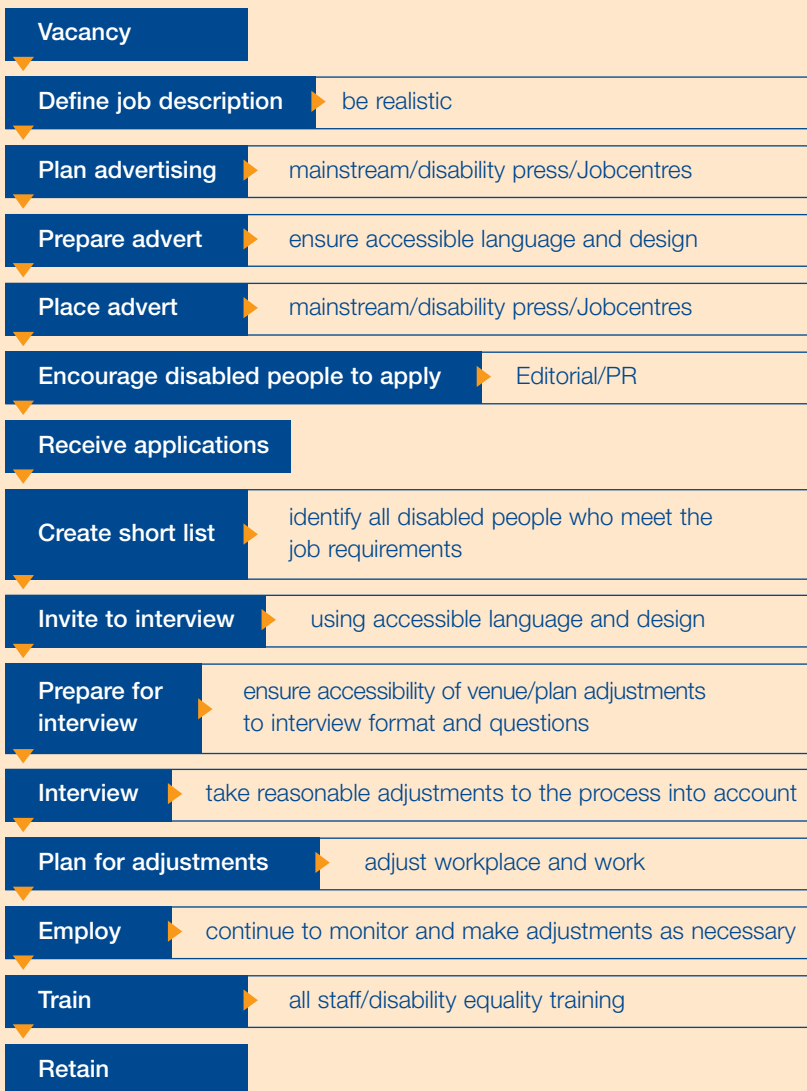 Vacancy
Define job description be realistic
Plan advertising mainstream/disability press/Jobcentres
Prepare advert ensure accessible language and design
Place advert mainstream/disability press/Jobcentres
Encourage disabled people to apply Editorial/PR
Receive applications
Create short list
identify all disabled people who meet the
job requirements
Invite to interview using accessible language and design
Prepare for
interview
ensure accessibility of venue/plan adjustments
to interview format and questions
Interview take reasonable adjustments to the process into account
Plan for adjustments adjust workplace and work
Employ continue to monitor and make adjustments as necessary
Train all staff/disability equality training
Retain